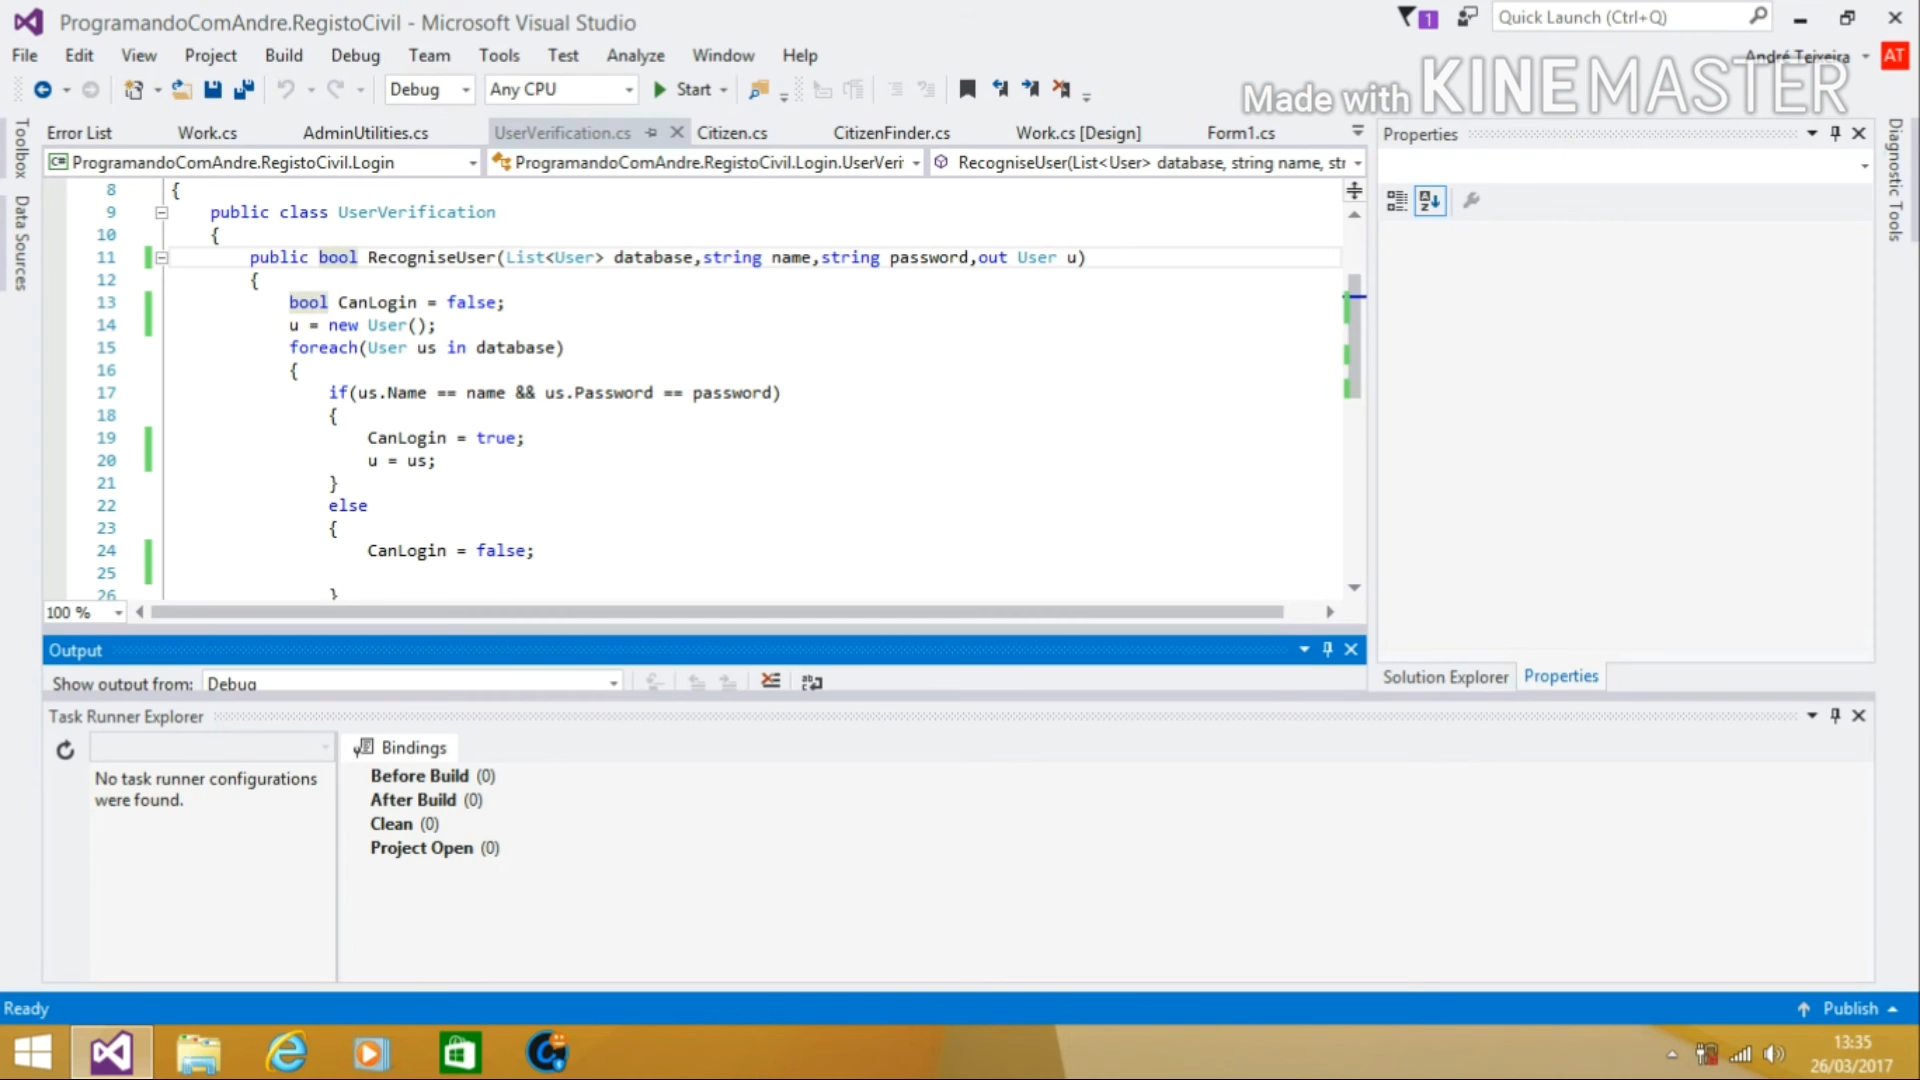 ProgramandoComAndre.RegistoCivil - Microsoft Visual Studio
1
Quick Launch (Ctrl+Q)
File Edit View Project Build Debug Team Tools Test Analyze Window Help
André Teixeira AT
Debug Any CPU Start
Made with KINEMASTER
Toolbox
Data Sources
Error List Work.cs AdminUtilities.cs UserVerification.cs Citizen.cs CitizenFinder.cs Work.cs [Design] Form1.cs
ProgramandoComAndre.RegistoCivil.Login ProgramandoComAndre.RegistoCivil.Login.UserVeri RecogniseUser(List<User> database, string name, str
8 {
9 public class UserVerification
10 {
11 public bool RecogniseUser(List<User> database,string name,string password,out User u)
12 {
13 bool CanLogin = false;
14 u = new User();
15 foreach(User us in database)
16 {
17 if(us.Name == name && us.Password == password)
18 {
19 CanLogin = true;
20 u = us;
21 }
22 else
23 {
24 CanLogin = false;
25
26 }
100 %
Properties
Diagnostic Tools
Solution Explorer Properties
Output
Show output from: Debug
Task Runner Explorer
No task runner configurations
were found.
Bindings
Before Build (0)
After Build (0)
Clean (0)
Project Open (0)
Ready
Publish
13:35
26/03/2017